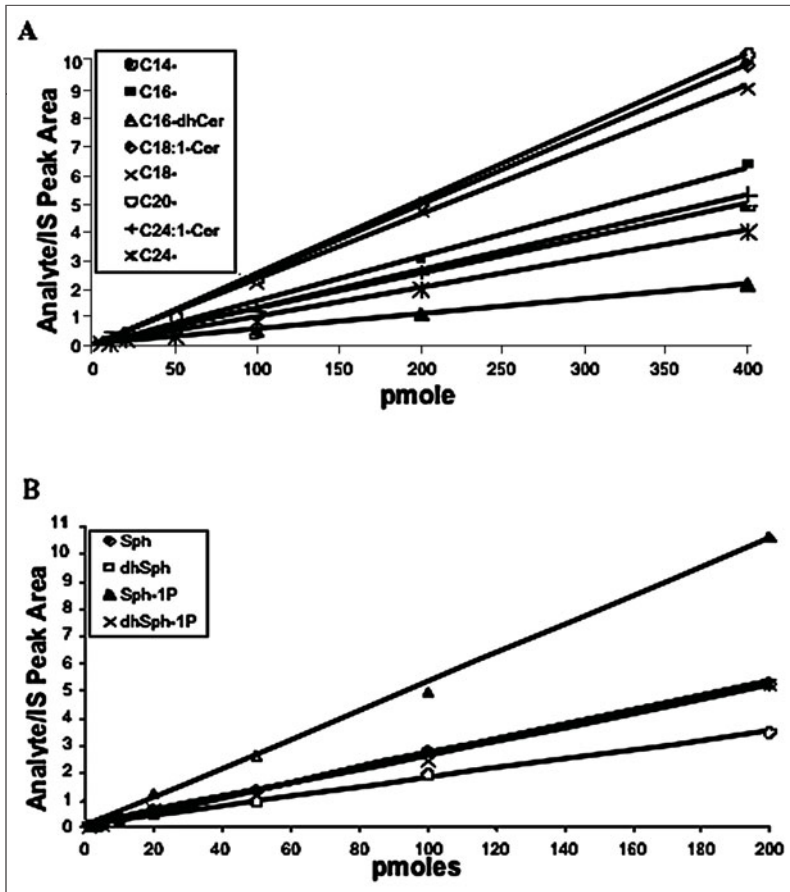 A
C14-
C16-
C16-dhCer
C18:1-Cer
C18-
C20-
C24:1-Cer
C24-
Analyte/IS Peak Area
10
9
8
7
6
5
4
3
2
1
0
0 50 100 150 200 250 300 350 400
pmole
B
Sph
dhSph
Sph-1P
dhSph-1P
Analyte/IS Peak Area
11
10
9
8
7
6
5
4
3
2
1
0
0 20 40 60 80 100 120 140 160 180 200
pmoles